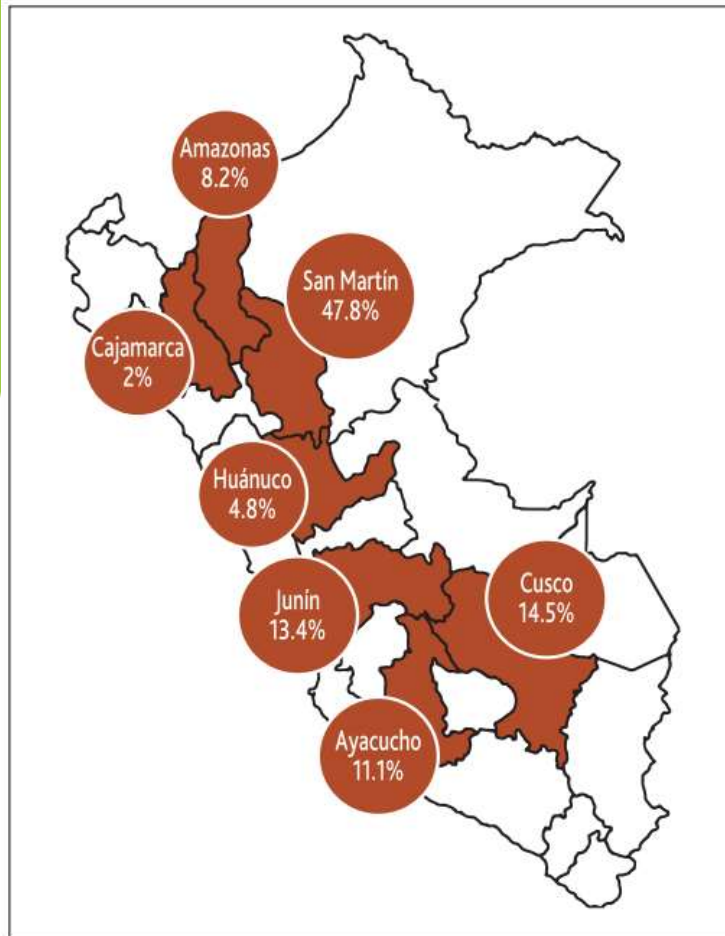 Amazonas
8.2%
San Martín
47.8%
Cajamarca
2%
Huánuco
4.8%
Junín
13.4%
Cusco
14.5%
Ayacucho
11.1%